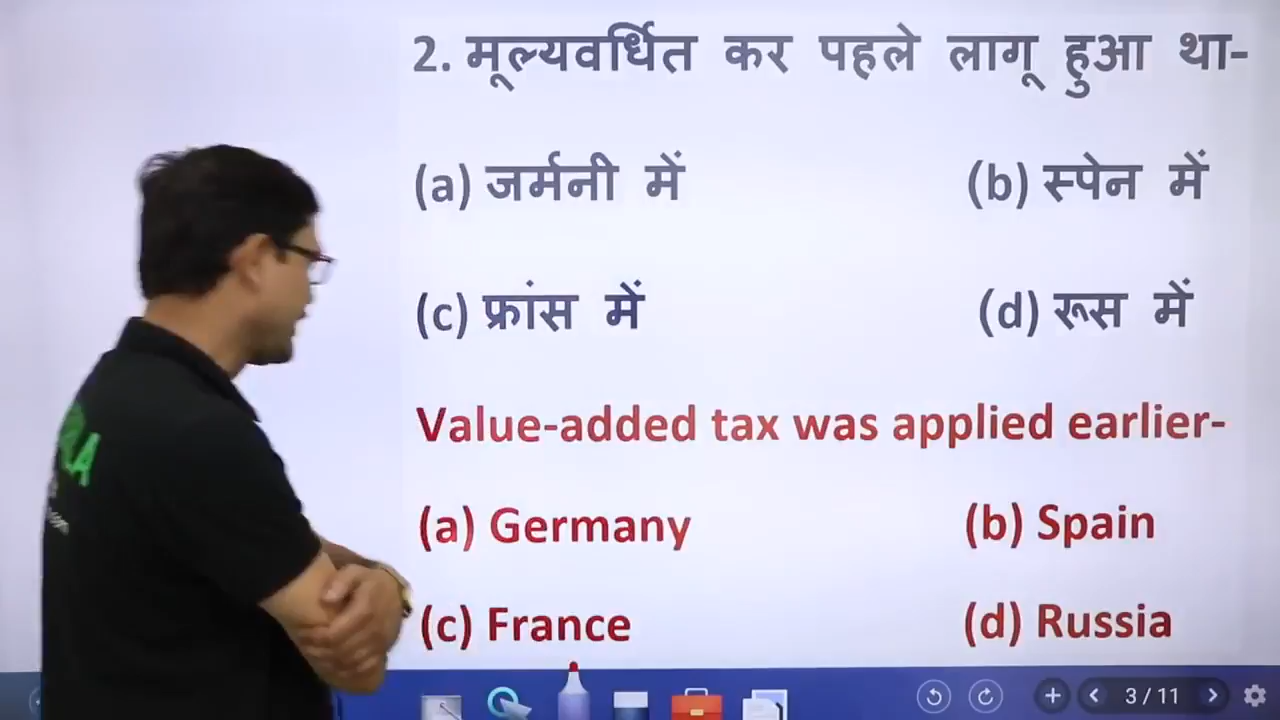 2. मूल्यवर्धित कर पहले लागू हुआ था-
(a) जर्मनी में (b) स्पेन में
(c) फ्रांस में (d) रूस में
Value-added tax was applied earlier-
(a) Germany (b) Spain
(c) France (d) Russia
3 / 11